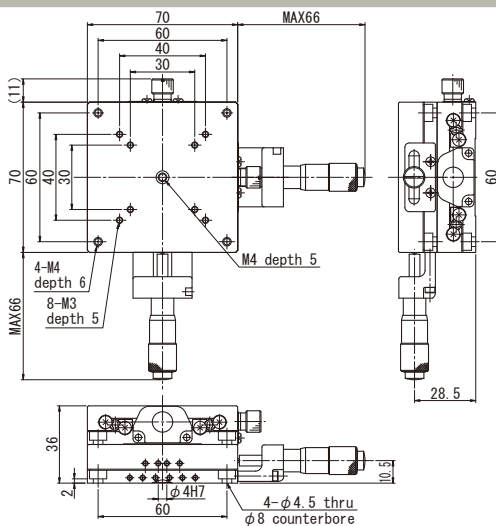 70
MAX66
60
40
30
(11)
70
60
40
30
60
M4 depth 5
4-M4
depth 6
8-M3
depth 5
MAX66
28.5
36
2
10.5
φ4H7
60
4-φ4.5 thru
φ8 counterbore